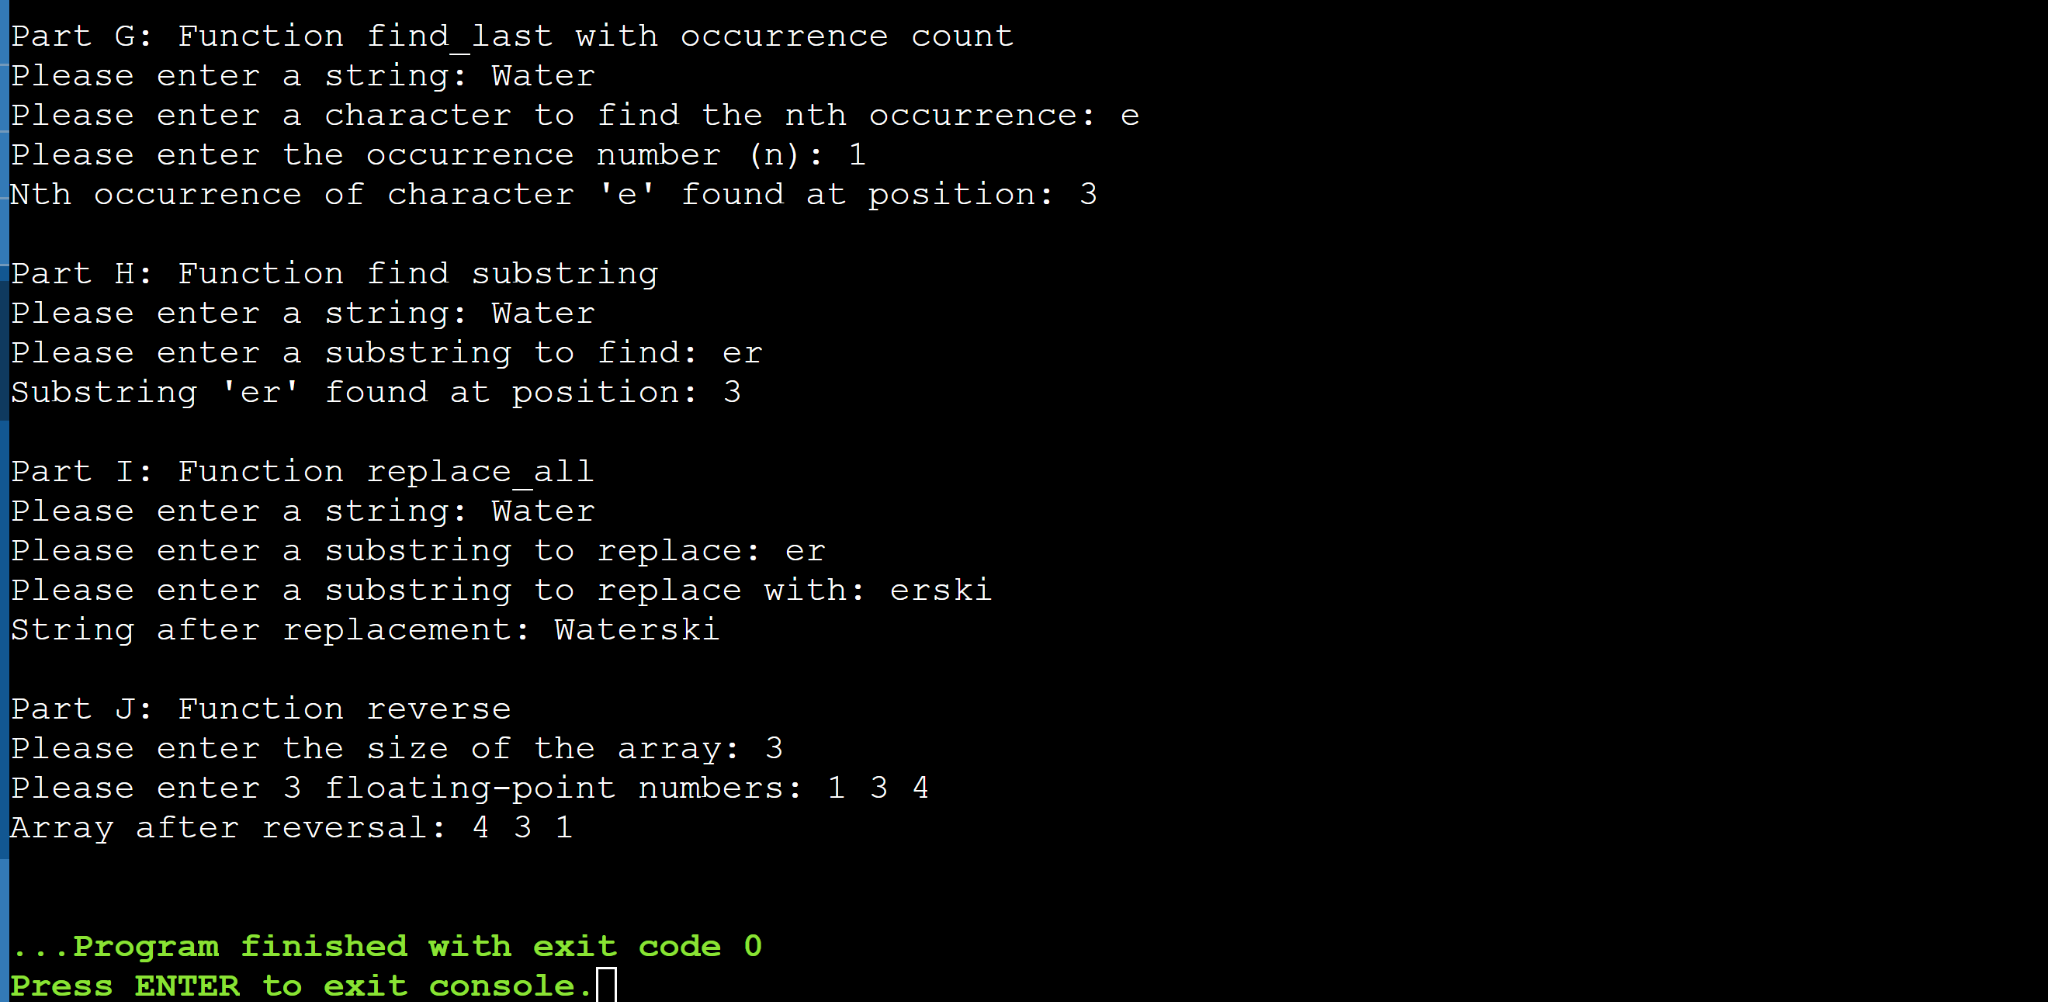 Part G: Function find_last with occurrence count
Please enter a string: Water
Please enter a character to find the nth occurrence: e
Please enter the occurrence number (n): 1
Nth occurrence of character 'e' found at position: 3
Part H: Function find substring
Please enter a string: Water
Please enter a substring to find: er
Substring 'er' found at position: 3
Part I: Function replace_all
Please enter a string: Water
Please enter a substring to replace: er
Please enter a substring to replace with: erski
String after replacement: Waterski
Part J: Function reverse
Please enter the size of the array: 3
Please enter 3 floating-point numbers: 1 3 4
Array after reversal: 4 3 1
...Program finished with exit code 0
Press ENTER to exit console.